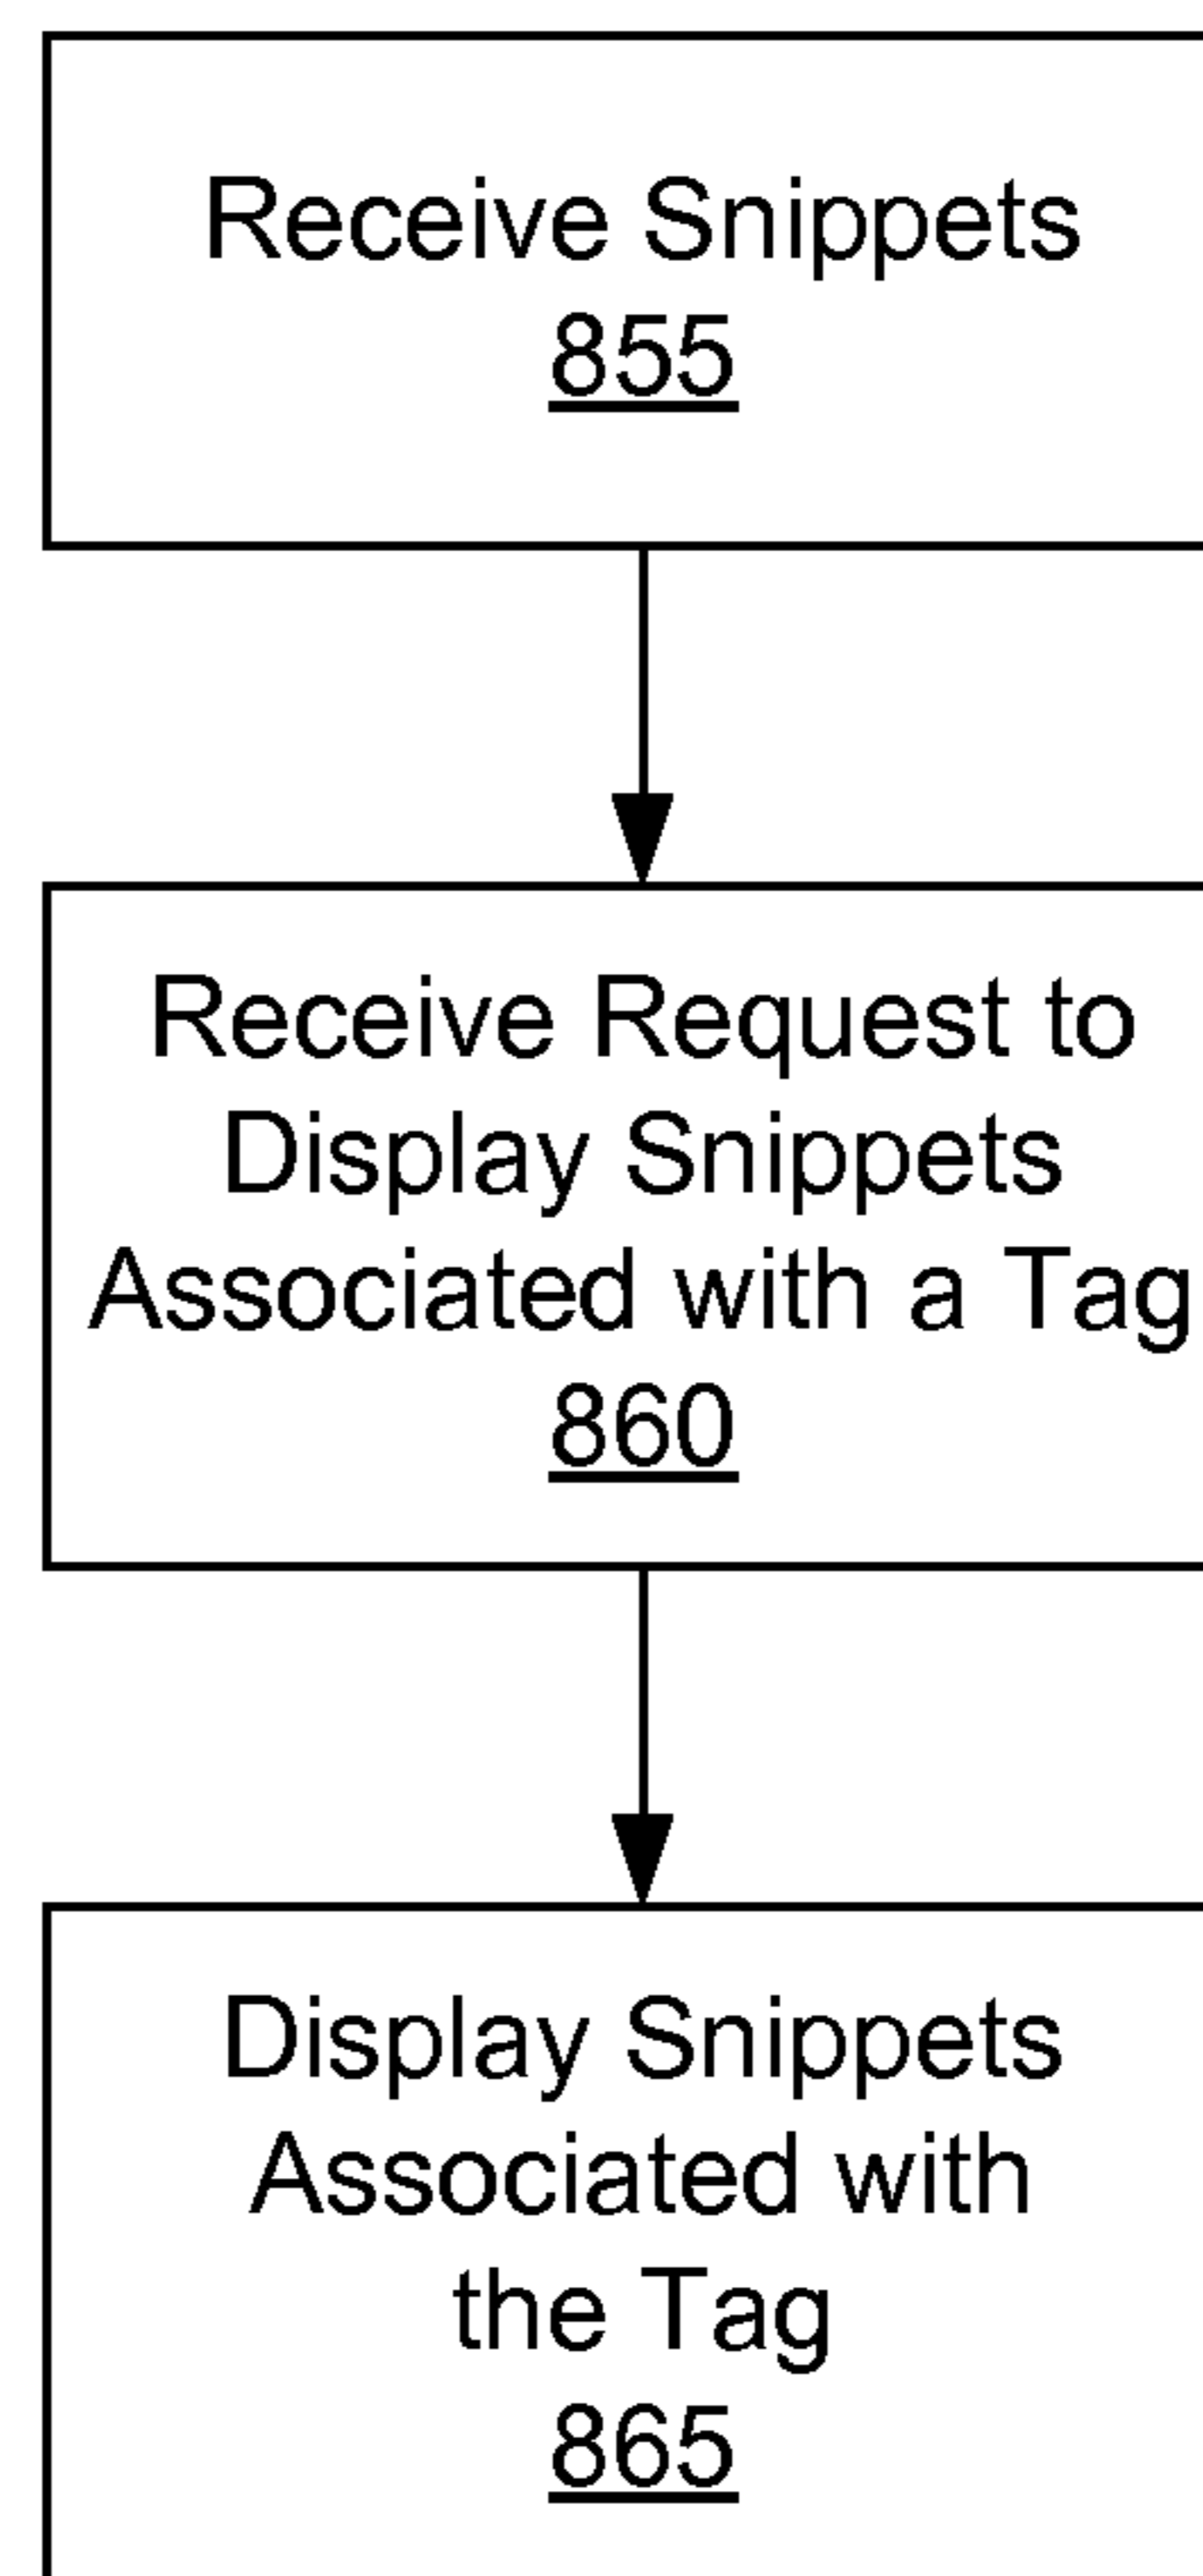 Receive Snippets
855
Receive Request to
Display Snippets
Associated with a Tag
860
Display Snippets
Associated with
the Tag
865